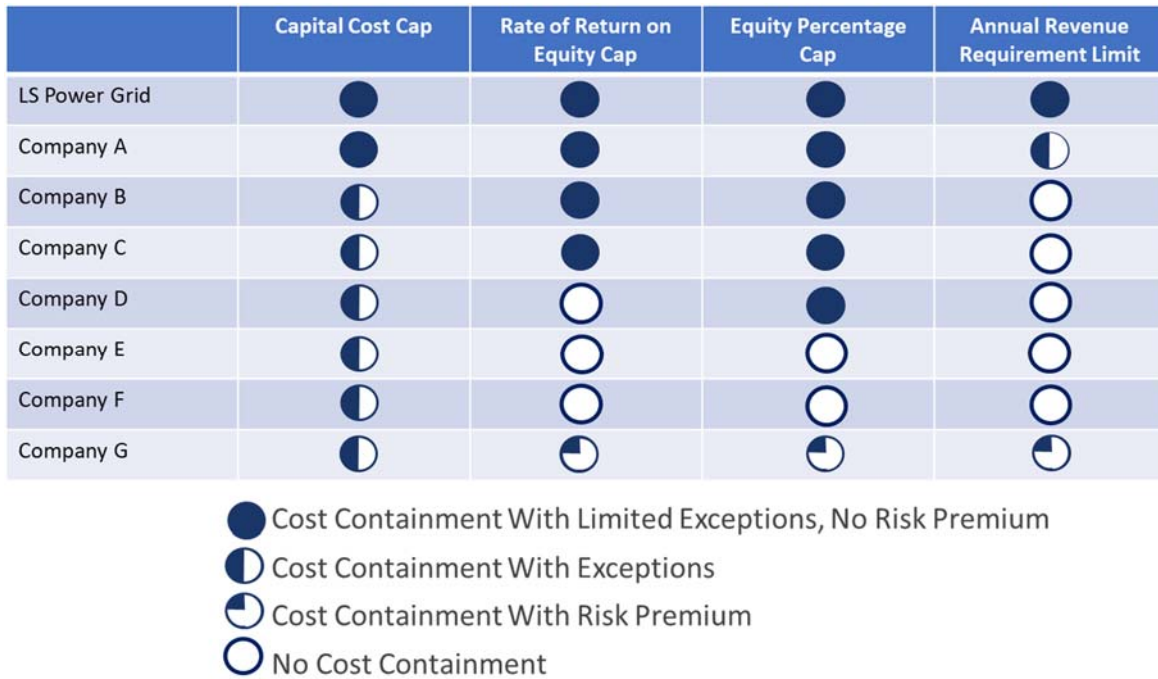 Capital Cost Cap
Rate of Return on
Equity Cap
Equity Percentage
Cap
Annual Revenue
Requirement Limit
LS Power Grid
Company A
Company B
Company C
Company D
Company E
Company F
Company G
Cost Containment With Limited Exceptions, No Risk Premium
Cost Containment With Exceptions
Cost Containment With Risk Premium
No Cost Containment